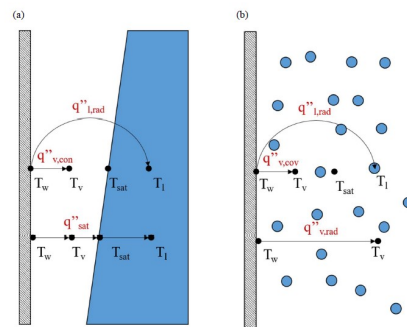 (a)
(b)
q"l,rad
q"l,rad
q"v,con
q"v,cov
Tw Tv Tsat Tl
Tw Tv Tsat Tl
q"sat
q"v,rad
Tw Tv Tsat Tl
Tw Tv